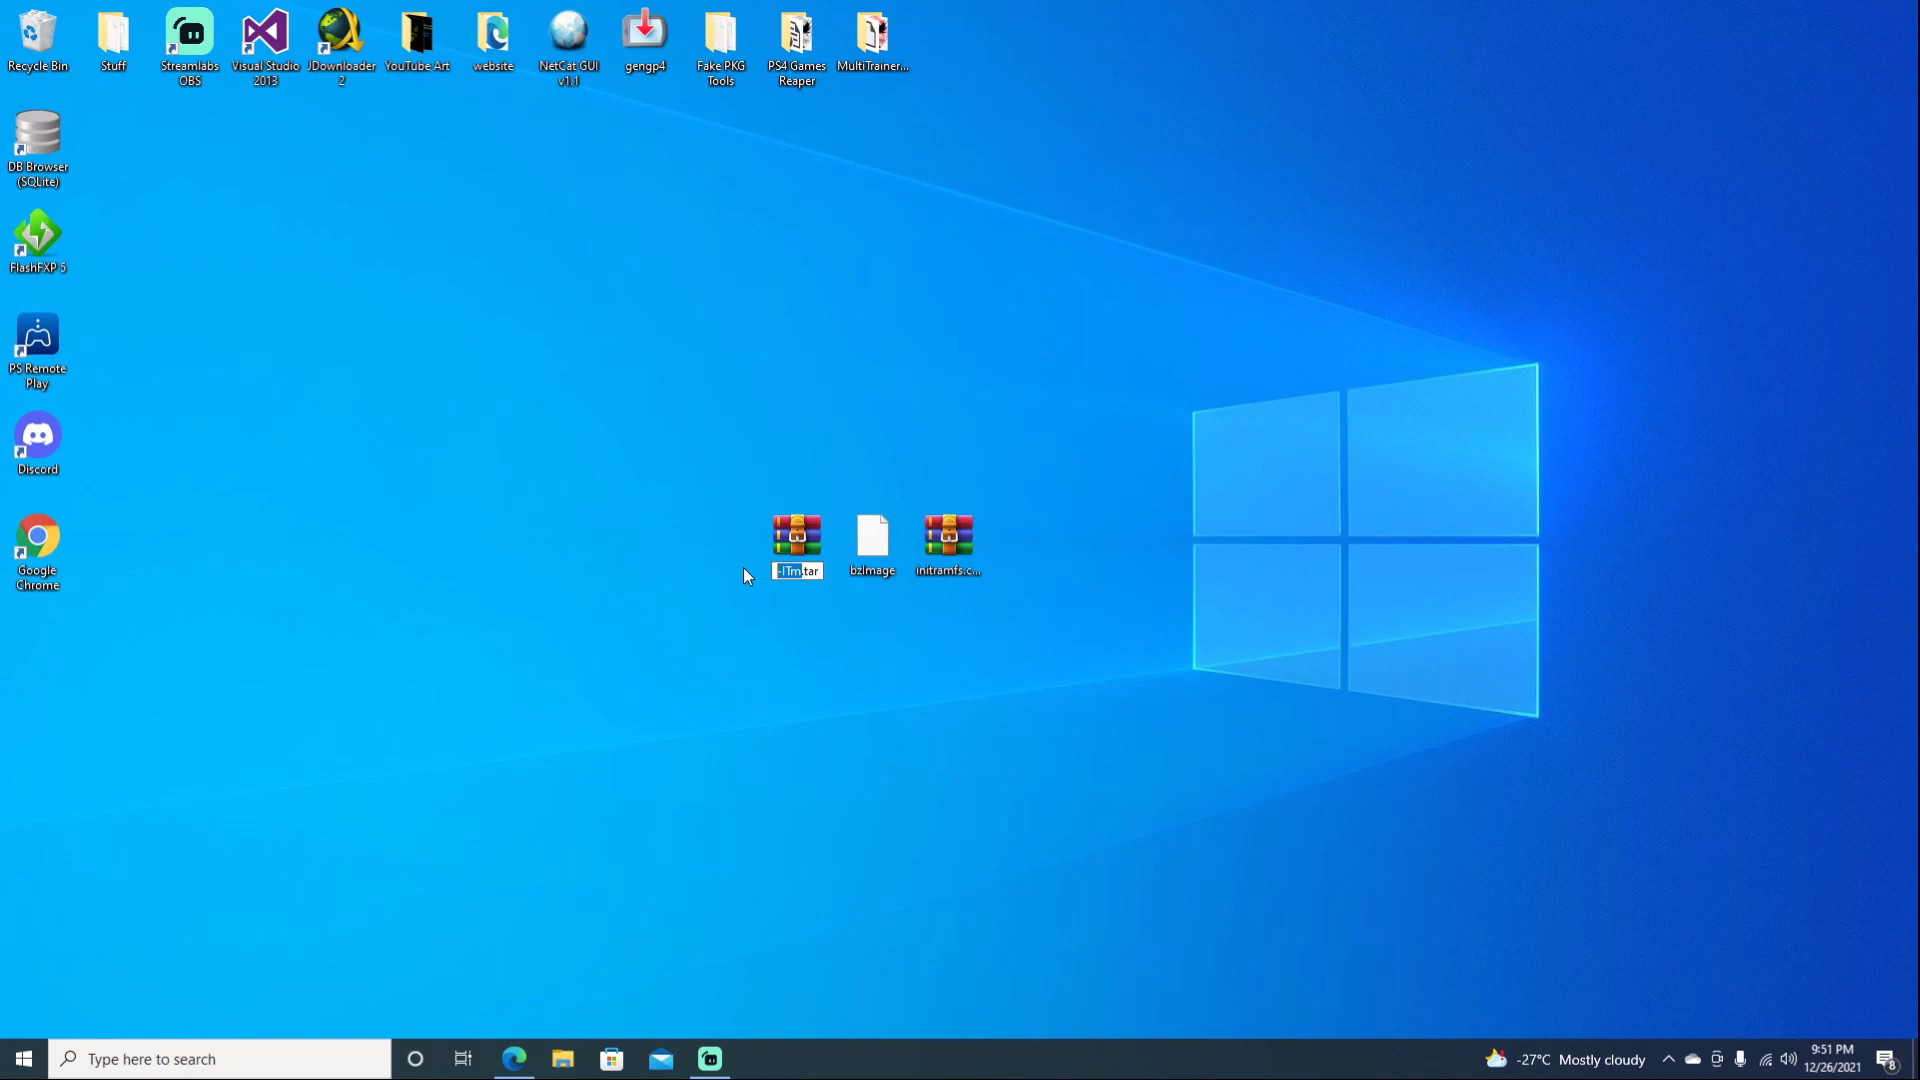 Recycle Bin
Stuff
Streamlabs
OBS
Visual Studio
2013
JDownloader
2
YouTube Art
website
NetCat GUI
v1.1
gengp4
Fake PKG
Tools
PS4 Games
Reaper
MultiTrainer...
DB Browser
(SQLite)
FlashFXP 5
PS Remote
Play
Discord
Google
Chrome
-ITm.tar
bzImage
initramfs.c...
Type here to search
-27°C Mostly cloudy
9:51 PM
12/26/2021
8